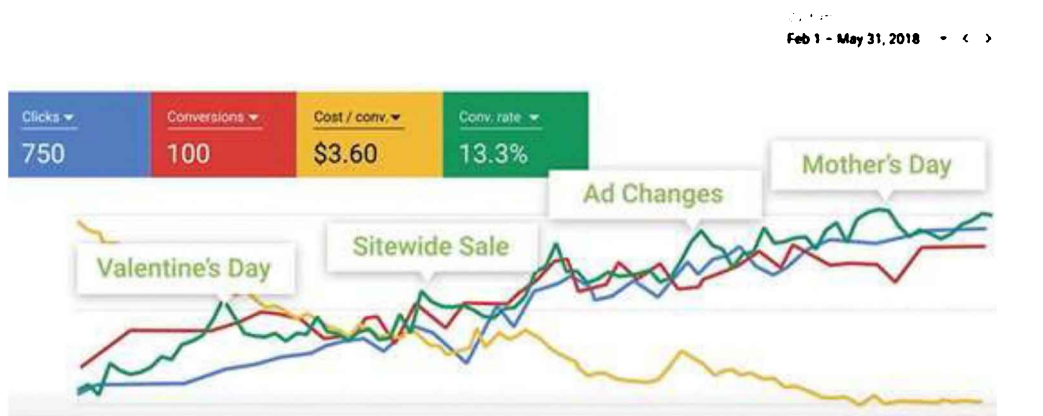 Feb 1 - May 31, 2018
Clicks
Conversions
Cost / conv.
Conv. rate
750
100
$3.60
13.3%
Mother's Day
Ad Changes
Sitewide Sale
Valentine's Day